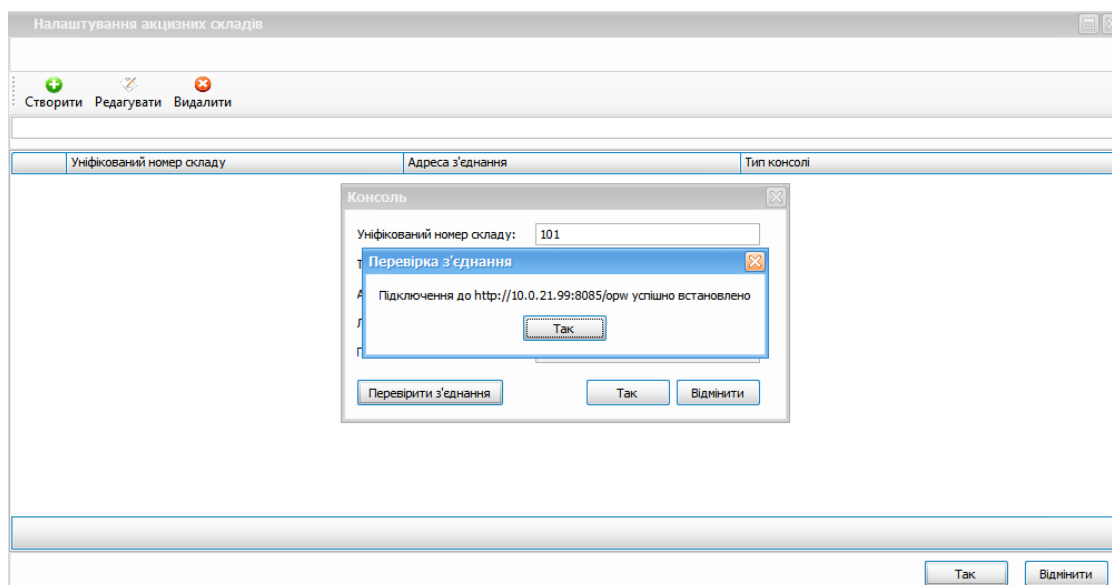 Налаштування акцизних складів
Створити Редагувати Видалити
Уніфікований номер складу Адреса з'єднання Тип консолі
Консоль
Уніфікований номер складу: 101
Перевірка з'єднання
Підключення до http://10.0.21.99:8085/opw успішно встановлено
Так
Перевірити з'єднання Так Відмінити
Так Відмінити